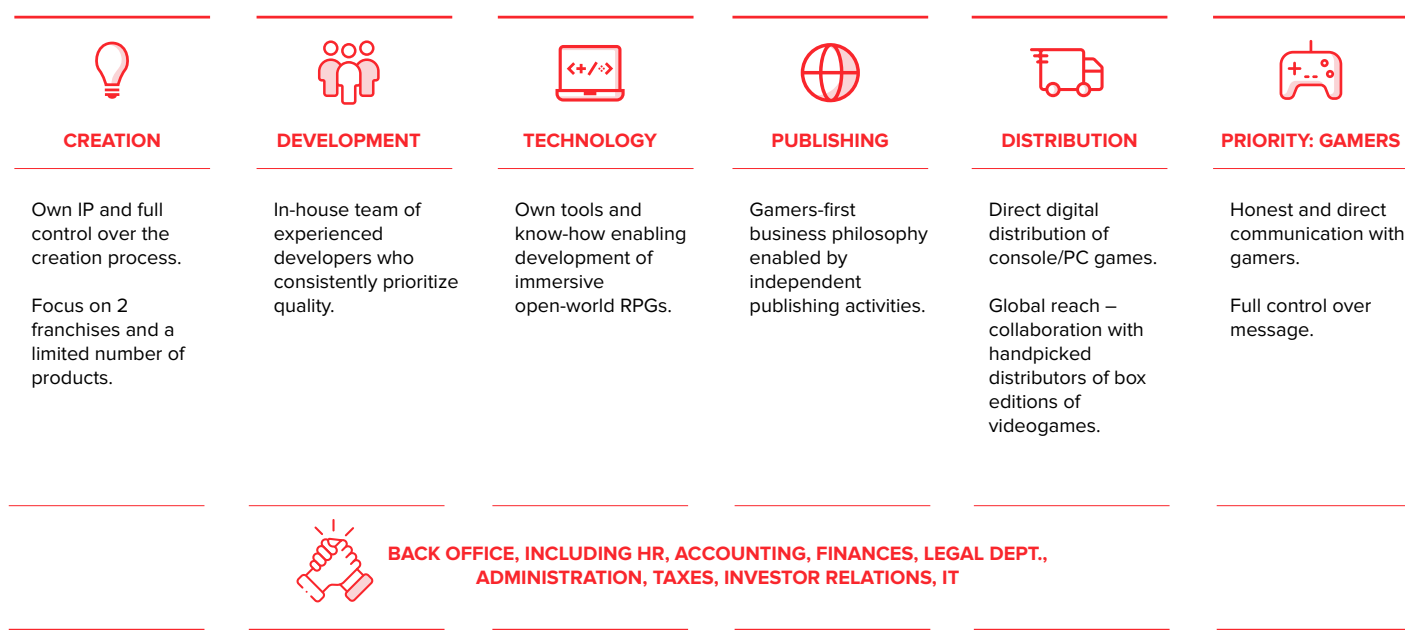 CREATION
Own IP and full
control over the
creation process.
Focus on 2
franchises and a
limited number of
products.
DEVELOPMENT
In-house team of
experienced
developers who
consistently prioritize
quality.
<+/·:>
TECHNOLOGY
Own tools and
know-how enabling
development of
immersive
open-world RPGs.
PUBLISHING
Gamers-first
business philosophy
enabled by
independent
publishing activities.
DISTRIBUTION
Direct digital
distribution of
console/PC games.
Global reach –
collaboration with
handpicked
distributors of box
editions of
videogames.
PRIORITY: GAMERS
Honest and direct
communication with
gamers.
Full control over
message.
BACK OFFICE, INCLUDING HR, ACCOUNTING, FINANCES, LEGAL DEPT.,
ADMINISTRATION, TAXES, INVESTOR RELATIONS, IT